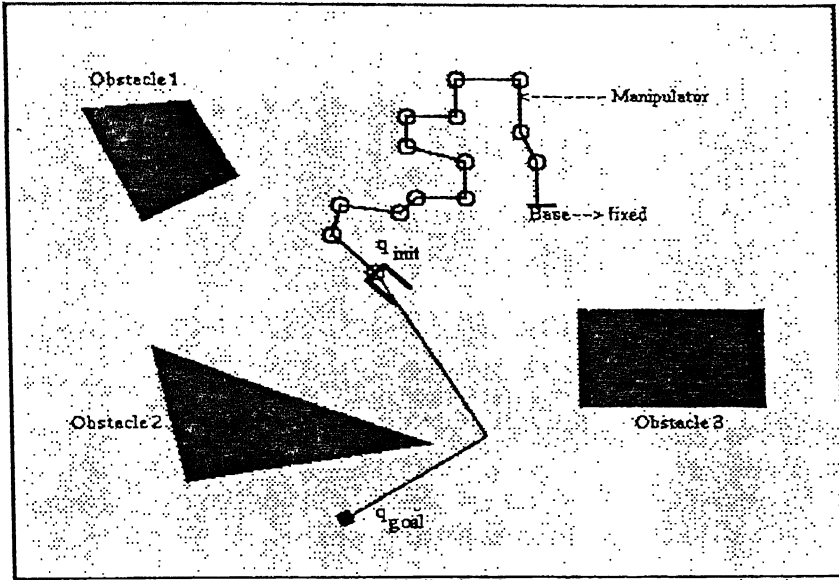 Obstacle 1
Manipulator
Base--> fixed
q init
Obstacle 2
Obstacle 3
q goal